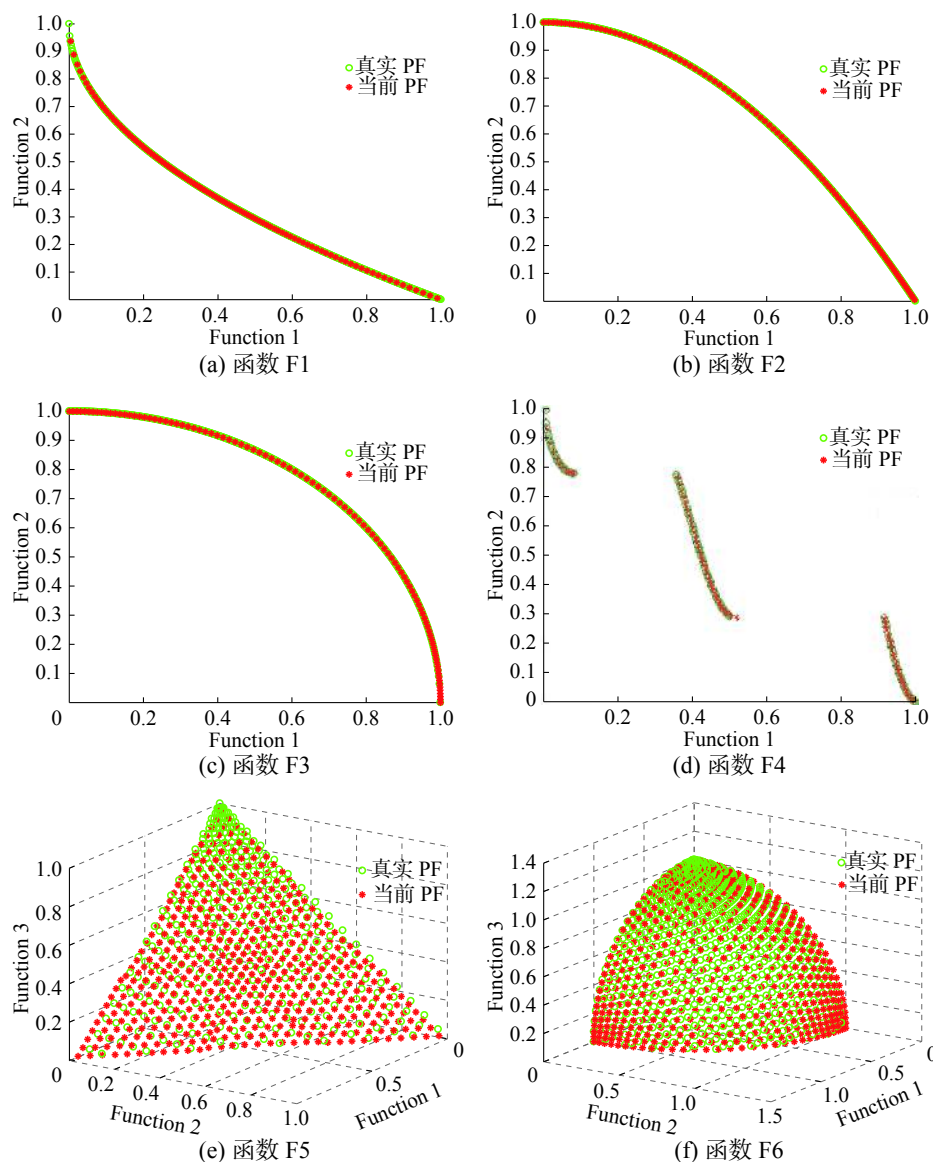 1.0
0.9
0.8
0.7
0.6
0.5
0.4
0.3
0.2
0.1
0
0.2
0.4
0.6
0.8
1.0
Function 2
Function 1
真实 PF
当前 PF
(a) 函数 F1
1.0
0.9
0.8
0.7
0.6
0.5
0.4
0.3
0.2
0.1
0
0.2
0.4
0.6
0.8
1.0
Function 2
Function 1
真实 PF
当前 PF
(b) 函数 F2
1.0
0.9
0.8
0.7
0.6
0.5
0.4
0.3
0.2
0.1
0
0.2
0.4
0.6
0.8
1.0
Function 2
Function 1
真实 PF
当前 PF
(c) 函数 F3
1.0
0.9
0.8
0.7
0.6
0.5
0.4
0.3
0.2
0.1
0
0.2
0.4
0.6
0.8
1.0
Function 2
Function 1
真实 PF
当前 PF
(d) 函数 F4
1.0
0.8
0.6
0.4
0.2
0
0.2
0.4
0.6
0.8
1.0
0.5
0
Function 3
Function 2
Function 1
真实 PF
当前 PF
(e) 函数 F5
1.4
1.2
1.0
0.8
0.6
0.4
0.2
0
0.5
1.0
1.5
1.0
0.5
0
Function 3
Function 2
Function 1
真实 PF
当前 PF
(f) 函数 F6